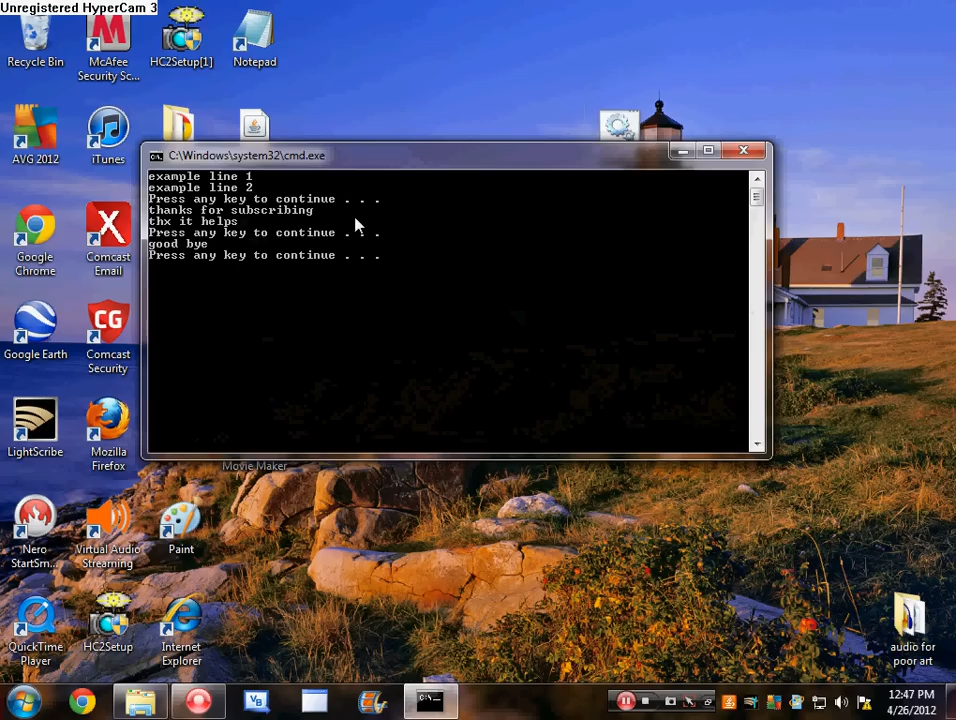 Unregistered HyperCam 3
Recycle Bin
McAfee
Security Sc...
HC2Setup[1]
Notepad
AVG 2012
iTunes
C:\Windows\system32\cmd.exe
example line 1
example line 2
Press any key to continue . . .
thanks for subscribing
thx it helps
Press any key to continue . . .
good bye
Press any key to continue . . .
Google
Chrome
Comcast
Email
Google Earth
CG
Comcast
Security
LightScribe
Mozilla
Firefox
Movie Maker
Nero
StartSm...
Virtual Audio
Streaming
Paint
QuickTime
Player
HC2Setup
Internet
Explorer
audio for
poor art
12:47 PM
4/26/2012